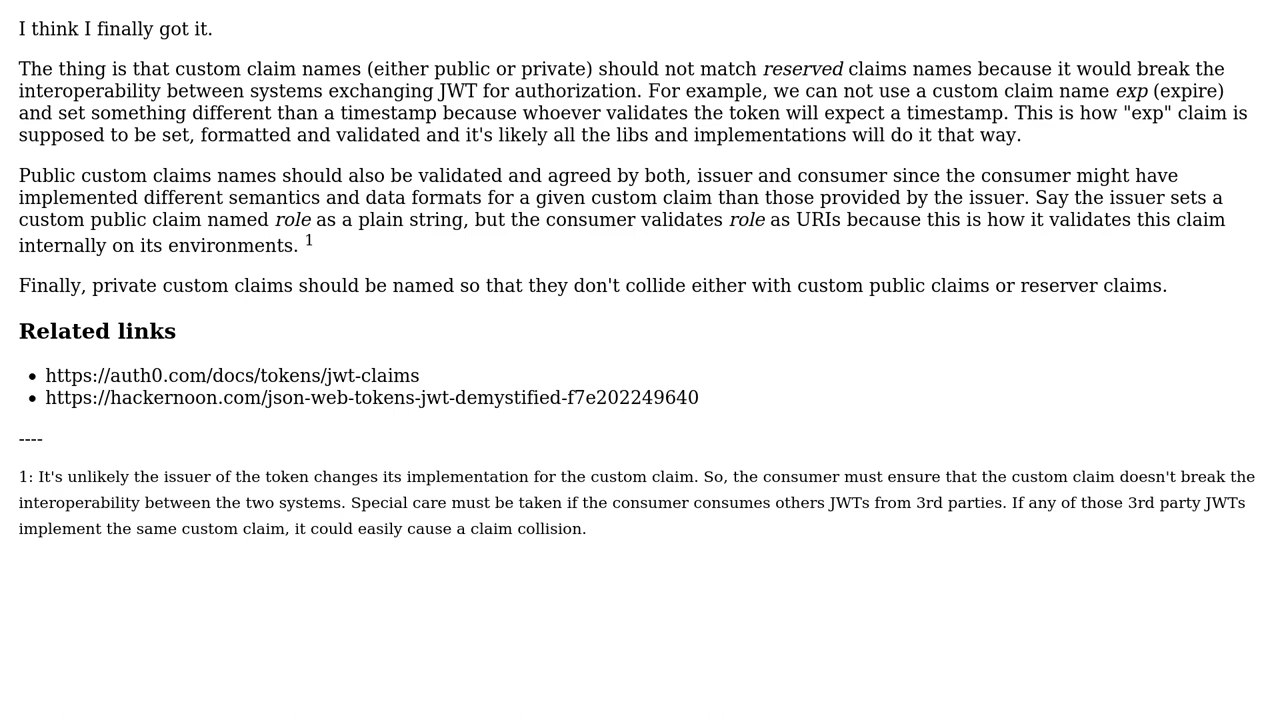 I think I finally got it.
The thing is that custom claim names (either public or private) should not match reserved claims names because it would break the
interoperability between systems exchanging JWT for authorization. For example, we can not use a custom claim name exp (expire)
and set something different than a timestamp because whoever validates the token will expect a timestamp. This is how "exp" claim is
supposed to be set, formatted and validated and it's likely all the libs and implementations will do it that way.
Public custom claims names should also be validated and agreed by both, issuer and consumer since the consumer might have
implemented different semantics and data formats for a given custom claim than those provided by the issuer. Say the issuer sets a
custom public claim named role as a plain string, but the consumer validates role as URIs because this is how it validates this claim
internally on its environments. 1
Finally, private custom claims should be named so that they don't collide either with custom public claims or reserver claims.
Related links
• https://auth0.com/docs/tokens/jwt-claims
• https://hackernoon.com/json-web-tokens-jwt-demystified-f7e202249640
----
1: It's unlikely the issuer of the token changes its implementation for the custom claim. So, the consumer must ensure that the custom claim doesn't break the
interoperability between the two systems. Special care must be taken if the consumer consumes others JWTs from 3rd parties. If any of those 3rd party JWTs
implement the same custom claim, it could easily cause a claim collision.